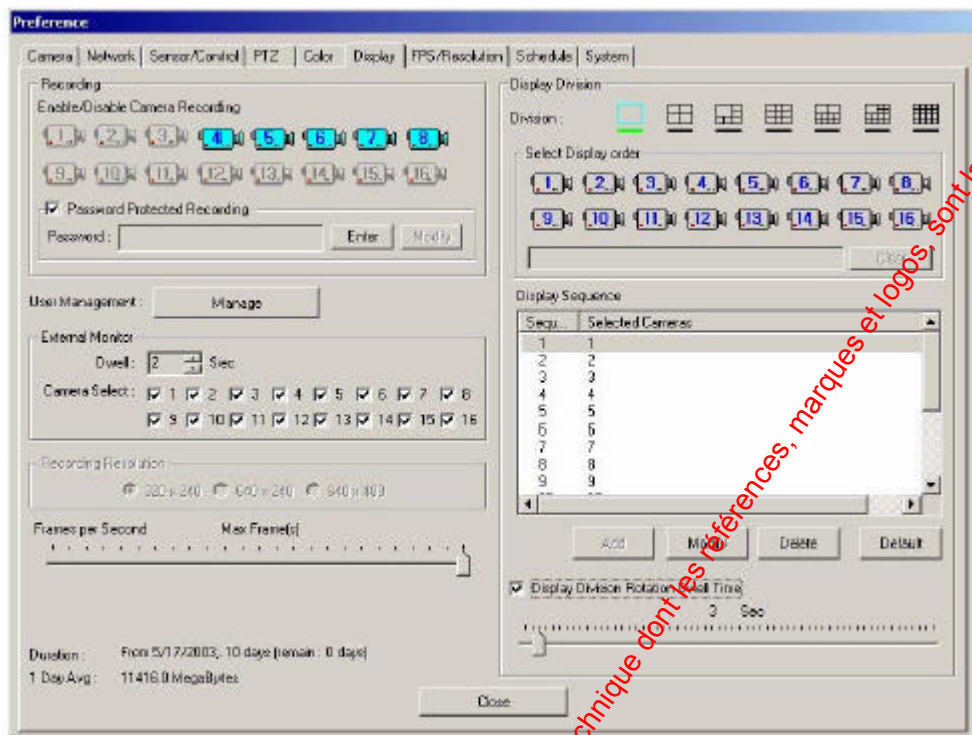 Preference
Camera Network Sensor/Control PTZ Color Display FPS/Resolution Schedule System
Recording
Enable/Disable Camera Recording
1 2 3 4 5 6 7 8
9 10 11 12 13 14 15 16
Password Protected Recording
Password : Enter Modify
User Management : Manage
External Monitor
Dwell : 2 Sec
Camera Select : 1 2 3 4 5 6 7 8
9 10 11 12 13 14 15 16
Recording Resolution
320 x 240 640 x 240 640 x 480
Frames per Second Max Frame(s)
Duration : From 5/17/2003, 10 days (remain : 0 days)
1 Day Avg : 11416.0 MegaBytes
Display Division
Division :
Select Display order
1 2 3 4 5 6 7 8
9 10 11 12 13 14 15 16
Clear
Display Sequence
Sequ... Selected Cameras
1 1
2 2
3 3
4 4
5 5
6 6
7 7
8 8
9 9
Add Modify Delete Default
Display Division Rotation Dwell Time
3 Sec
Close
chnique dont les références, marques et logos, sont